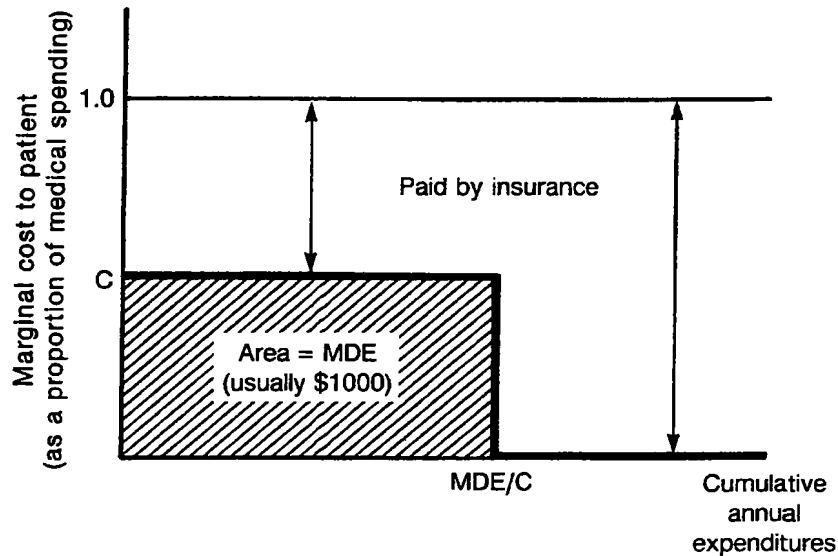 Marginal cost to patient
(as a proportion of medical spending)
1.0
Paid by insurance
C
Area = MDE
(usually $1000)
MDE/C
Cumulative
annual
expenditures